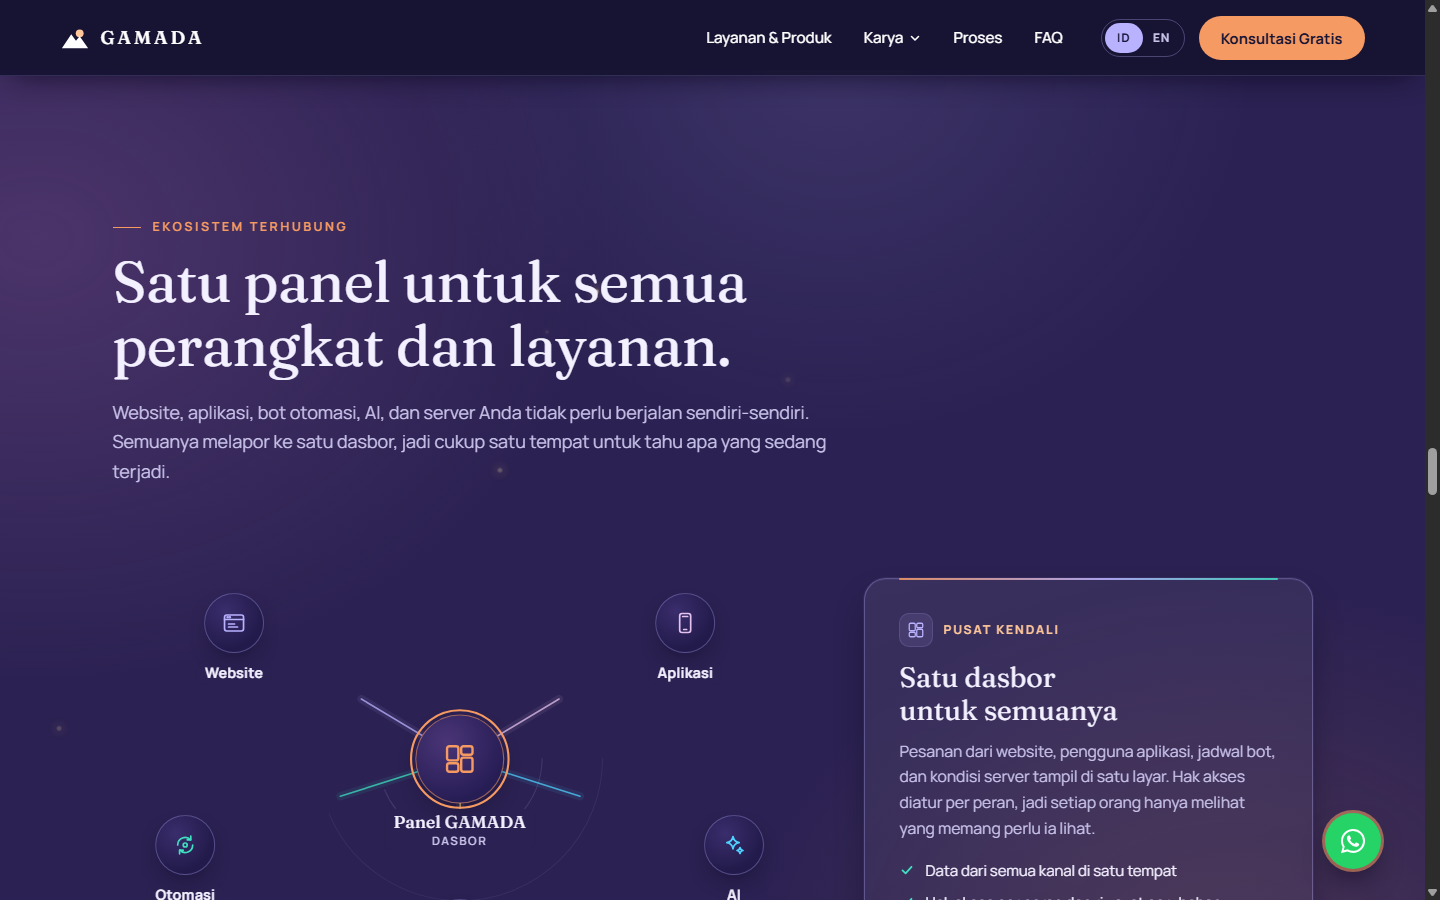 GAMADA
Layanan & Produk
Karya
Proses
FAQ
ID
EN
Konsultasi Gratis
EKOSISTEM TERHUBUNG
Satu panel untuk semua
perangkat dan layanan.
Website, aplikasi, bot otomasi, AI, dan server Anda tidak perlu berjalan sendiri-sendiri.
Semuanya melapor ke satu dasbor, jadi cukup satu tempat untuk tahu apa yang sedang
terjadi.
Website
Aplikasi
Panel GAMADA
DASBOR
Otomasi
AI
PUSAT KENDALI
Satu dasbor
untuk semuanya
Pesanan dari website, pengguna aplikasi, jadwal bot,
dan kondisi server tampil di satu layar. Hak akses
diatur per peran, jadi setiap orang hanya melihat
yang memang perlu ia lihat.
Data dari semua kanal di satu tempat